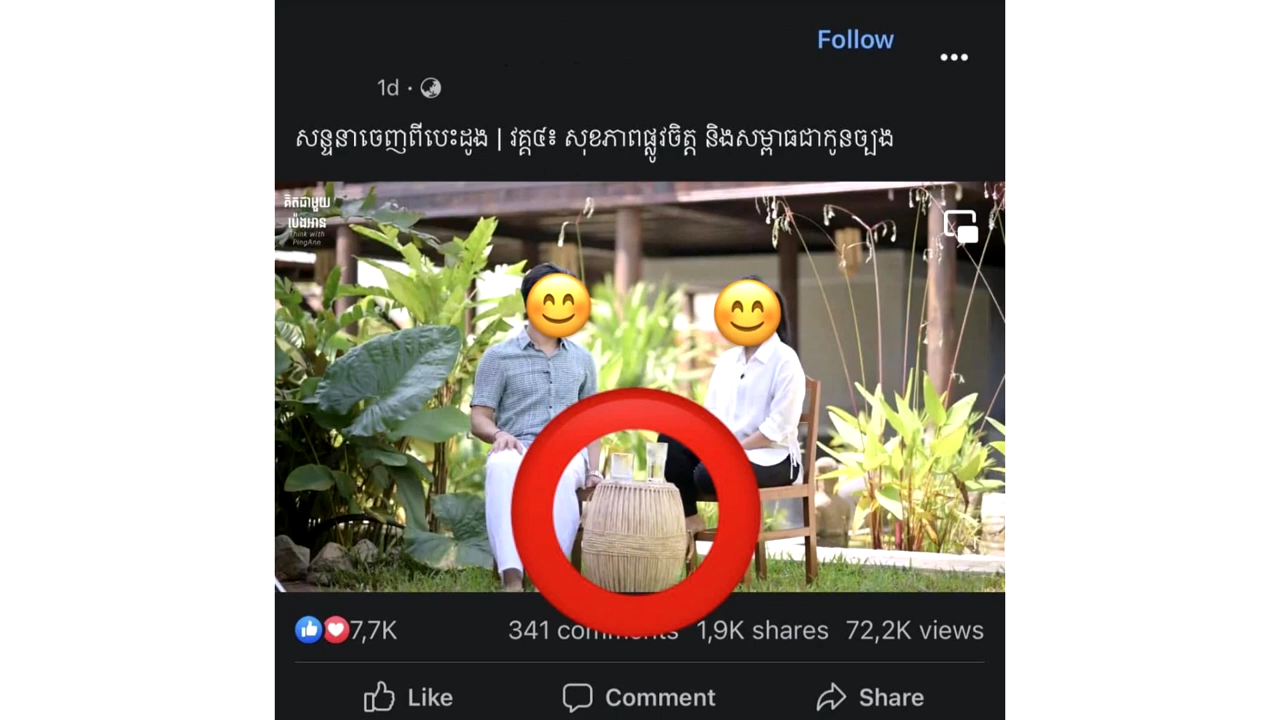 Follow
1d ·
សន្ទនាចេញពីបេះដូង | វគ្គ៤៖ សុខភាពផ្លូវចិត្ត និងសម្ពាធជាកូនច្បង
គិតជាមួយ
ប៉េងអាន
Think with
PingAnn
7,7K 341 comments 1,9K shares 72,2K views
Like Comment Share